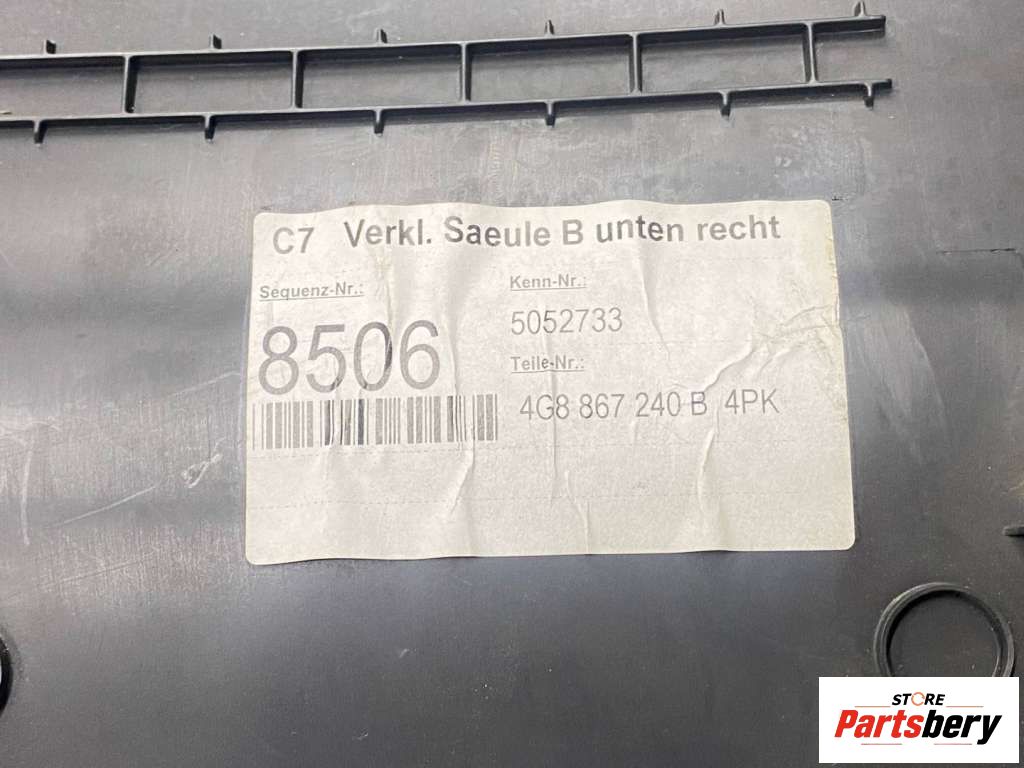 C7 Verkl. Saeule B unten recht
Sequenz-Nr.:
8506
Kenn-Nr.:
5052733
Teile-Nr.:
4G8 867 240 B 4PK
STORE
Partsbery